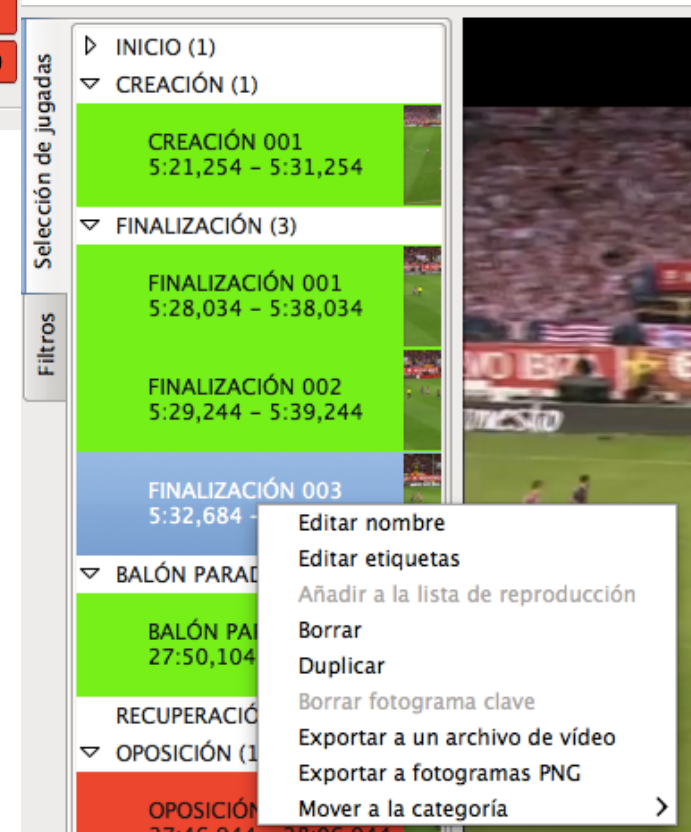 Selección de jugadas
Filtros
INICIO (1)
CREACIÓN (1)
CREACIÓN 001
5:21,254 – 5:31,254
FINALIZACIÓN (3)
FINALIZACIÓN 001
5:28,034 – 5:38,034
FINALIZACIÓN 002
5:29,244 – 5:39,244
FINALIZACIÓN 003
5:32,684 –
BALÓN PARAD
BALÓN PA
27:50,104
RECUPERACIÓ
OPOSICIÓN (1
OPOSICIÓN
Editar nombre
Editar etiquetas
Añadir a la lista de reproducción
Borrar
Duplicar
Borrar fotograma clave
Exportar a un archivo de vídeo
Exportar a fotogramas PNG
Mover a la categoría